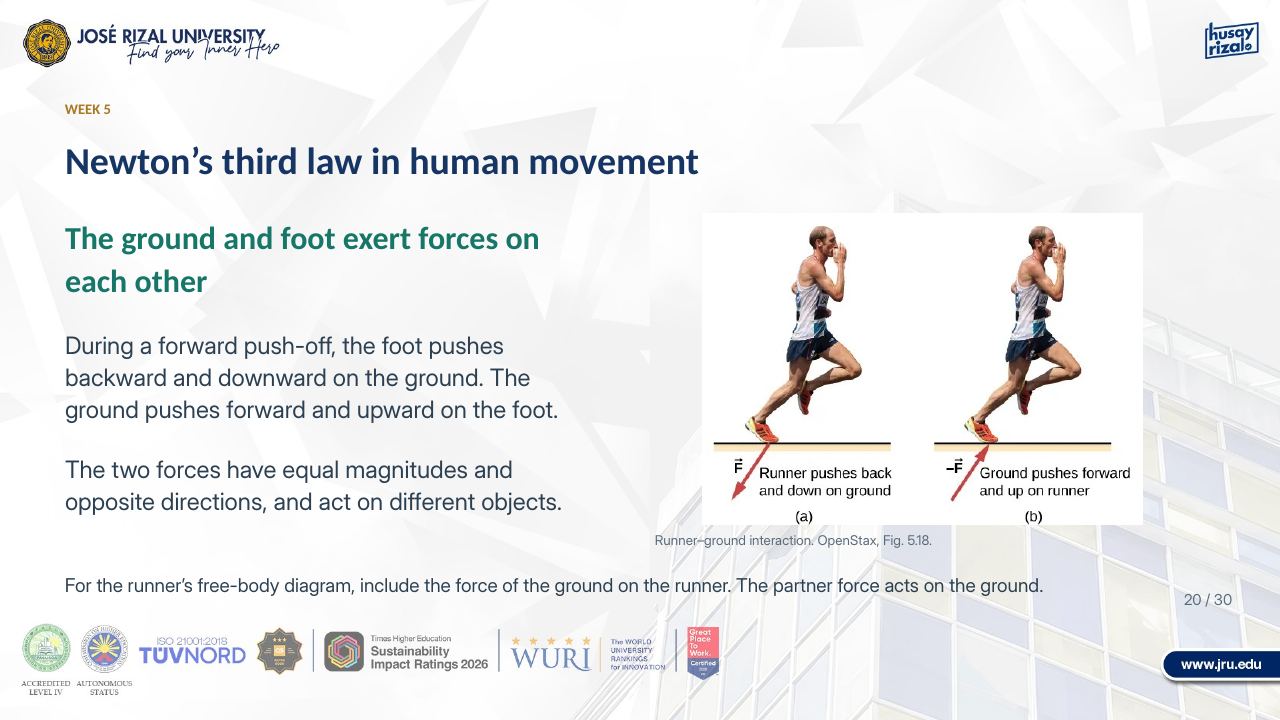 JOSÉ RIZAL UNIVERSITY
Find your Inner Hero
husay
rizal
WEEK 5
Newton's third law in human movement
The ground and foot exert forces on
each other
During a forward push-off, the foot pushes
backward and downward on the ground. The
ground pushes forward and upward on the foot.
The two forces have equal magnitudes and
opposite directions, and act on different objects.
F
Runner pushes back
and down on ground
(a)
–F
Ground pushes forward
and up on runner
(b)
Runner–ground interaction. OpenStax, Fig. 5.18.
For the runner's free-body diagram, include the force of the ground on the runner. The partner force acts on the ground.
20 / 30
ACCREDITED
LEVEL IV
AUTONOMOUS
STATUS
ISO 21001:2018
TÜVNORD
Times Higher Education
Sustainability
Impact Ratings 2026
WURI
The WORLD
UNIVERSITY
RANKINGS
for INNOVATION
Great
Place
To
Work.
Certified
www.jru.edu